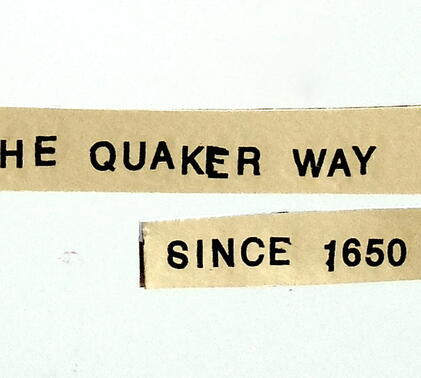 HE QUAKER WAY
SINCE 1650